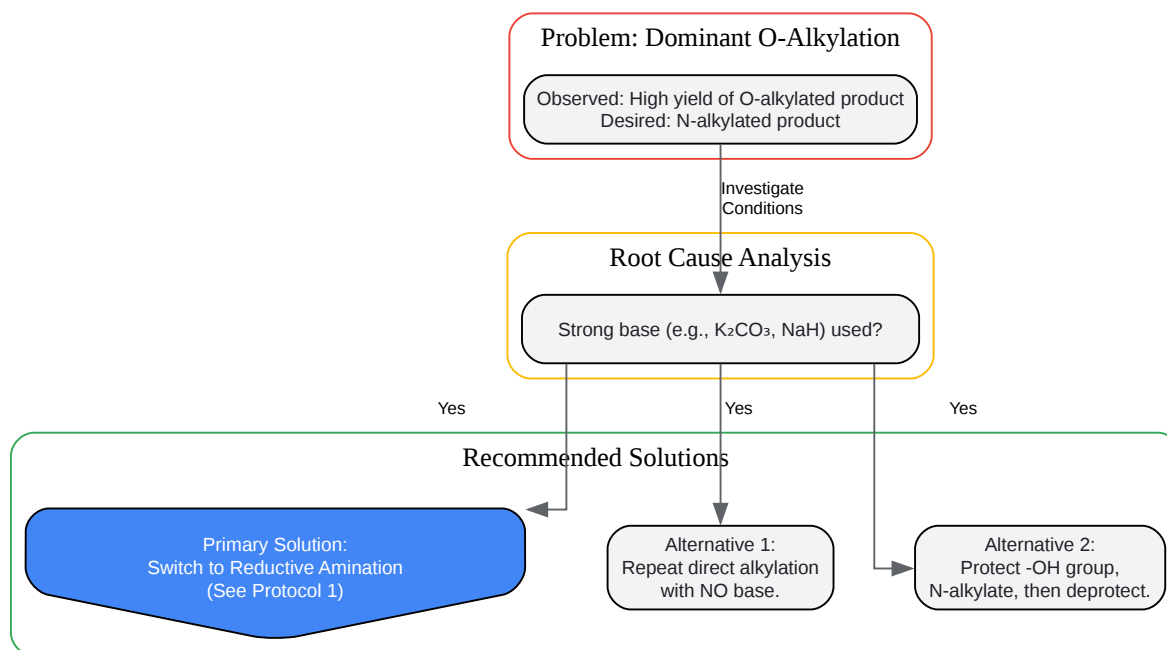 Problem: Dominant O-Alkylation
Observed: High yield of O-alkylated product
Desired: N-alkylated product
Investigate
Conditions
Root Cause Analysis
Strong base (e.g., K₂CO₃, NaH) used?
Yes
Yes
Yes
Recommended Solutions
Primary Solution:
Switch to Reductive Amination
(See Protocol 1)
Alternative 1:
Repeat direct alkylation
with NO base.
Alternative 2:
Protect -OH group,
N-alkylate, then deprotect.